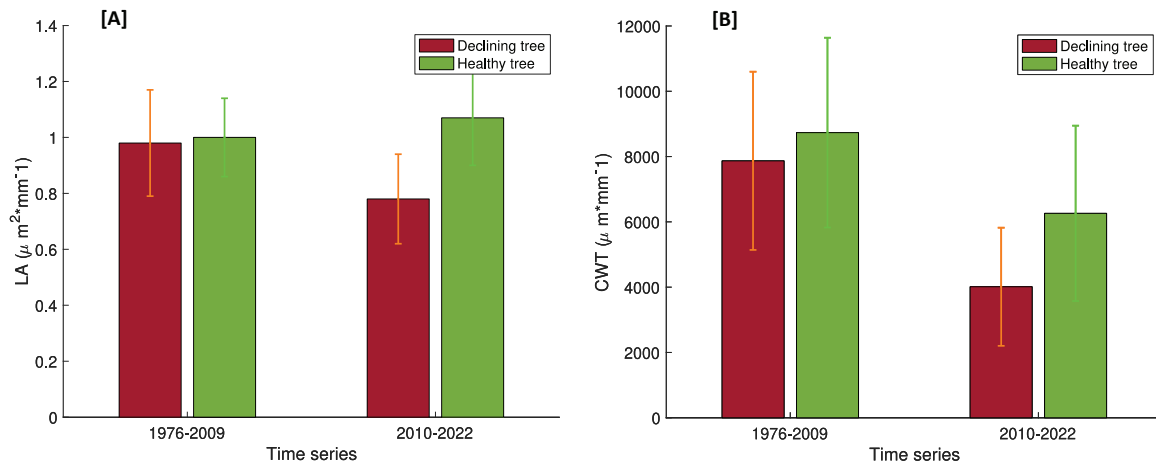 [A]
1.4
1.2
1
0.8
0.6
0.4
0.2
0
LA (μ m²*mm⁻1)
Declining tree
Healthy tree
1976-2009
2010-2022
Time series
[B]
12000
10000
8000
6000
4000
2000
0
CWT (μ m*mm⁻1)
Declining tree
Healthy tree
1976-2009
2010-2022
Time series